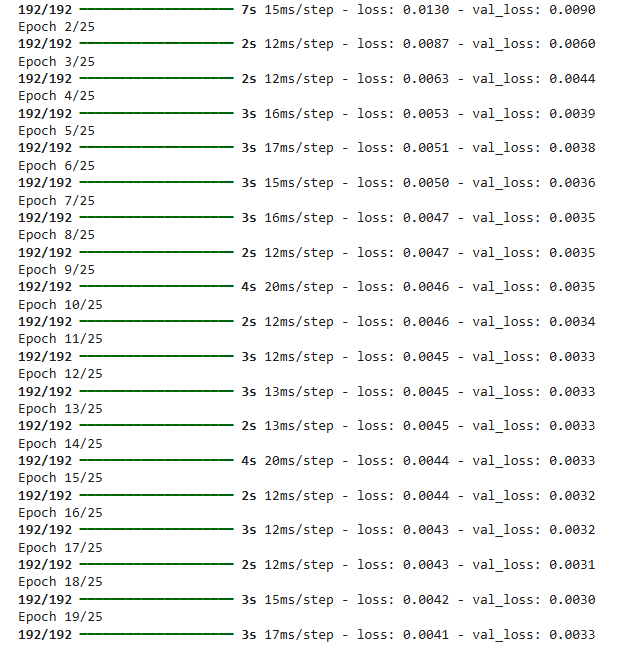 192/192 ━━━━━━━━━━━━━━━━━━━━ 7s 15ms/step - loss: 0.0130 - val_loss: 0.0090
Epoch 2/25
192/192 ━━━━━━━━━━━━━━━━━━━━ 2s 12ms/step - loss: 0.0087 - val_loss: 0.0060
Epoch 3/25
192/192 ━━━━━━━━━━━━━━━━━━━━ 2s 12ms/step - loss: 0.0063 - val_loss: 0.0044
Epoch 4/25
192/192 ━━━━━━━━━━━━━━━━━━━━ 3s 16ms/step - loss: 0.0053 - val_loss: 0.0039
Epoch 5/25
192/192 ━━━━━━━━━━━━━━━━━━━━ 3s 17ms/step - loss: 0.0051 - val_loss: 0.0038
Epoch 6/25
192/192 ━━━━━━━━━━━━━━━━━━━━ 3s 15ms/step - loss: 0.0050 - val_loss: 0.0036
Epoch 7/25
192/192 ━━━━━━━━━━━━━━━━━━━━ 3s 16ms/step - loss: 0.0047 - val_loss: 0.0035
Epoch 8/25
192/192 ━━━━━━━━━━━━━━━━━━━━ 2s 12ms/step - loss: 0.0047 - val_loss: 0.0035
Epoch 9/25
192/192 ━━━━━━━━━━━━━━━━━━━━ 4s 20ms/step - loss: 0.0046 - val_loss: 0.0035
Epoch 10/25
192/192 ━━━━━━━━━━━━━━━━━━━━ 2s 12ms/step - loss: 0.0046 - val_loss: 0.0034
Epoch 11/25
192/192 ━━━━━━━━━━━━━━━━━━━━ 3s 12ms/step - loss: 0.0045 - val_loss: 0.0033
Epoch 12/25
192/192 ━━━━━━━━━━━━━━━━━━━━ 3s 13ms/step - loss: 0.0045 - val_loss: 0.0033
Epoch 13/25
192/192 ━━━━━━━━━━━━━━━━━━━━ 2s 13ms/step - loss: 0.0045 - val_loss: 0.0033
Epoch 14/25
192/192 ━━━━━━━━━━━━━━━━━━━━ 4s 20ms/step - loss: 0.0044 - val_loss: 0.0033
Epoch 15/25
192/192 ━━━━━━━━━━━━━━━━━━━━ 2s 12ms/step - loss: 0.0044 - val_loss: 0.0032
Epoch 16/25
192/192 ━━━━━━━━━━━━━━━━━━━━ 3s 12ms/step - loss: 0.0043 - val_loss: 0.0032
Epoch 17/25
192/192 ━━━━━━━━━━━━━━━━━━━━ 2s 12ms/step - loss: 0.0043 - val_loss: 0.0031
Epoch 18/25
192/192 ━━━━━━━━━━━━━━━━━━━━ 3s 15ms/step - loss: 0.0042 - val_loss: 0.0030
Epoch 19/25
192/192 ━━━━━━━━━━━━━━━━━━━━ 3s 17ms/step - loss: 0.0041 - val_loss: 0.0033